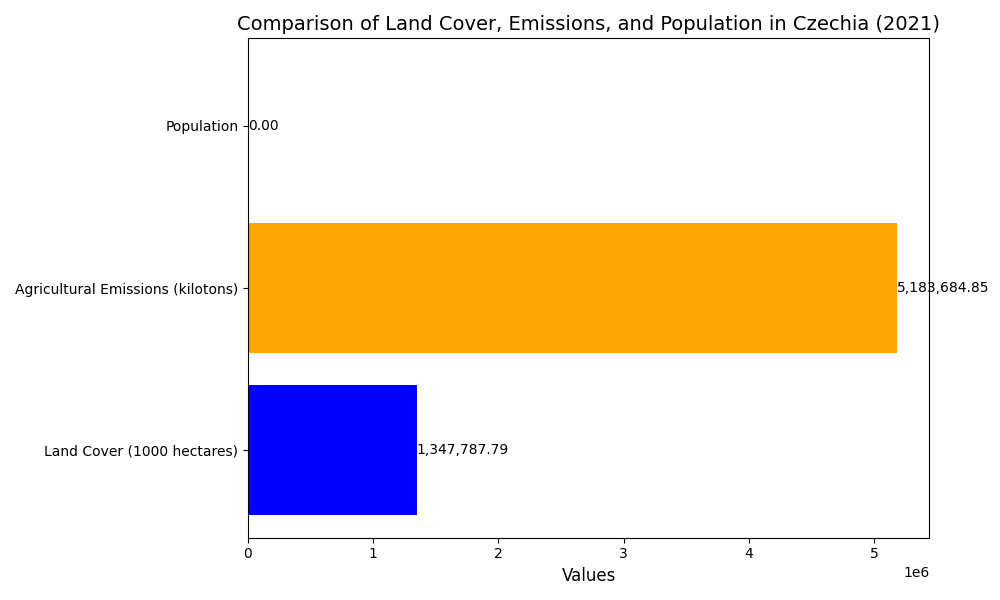 Comparison of Land Cover, Emissions, and Population in Czechia (2021)
Population
0.00
Agricultural Emissions (kilotons)
5,183,684.85
Land Cover (1000 hectares)
1,347,787.79
0 1 2 3 4 5
1e6
Values